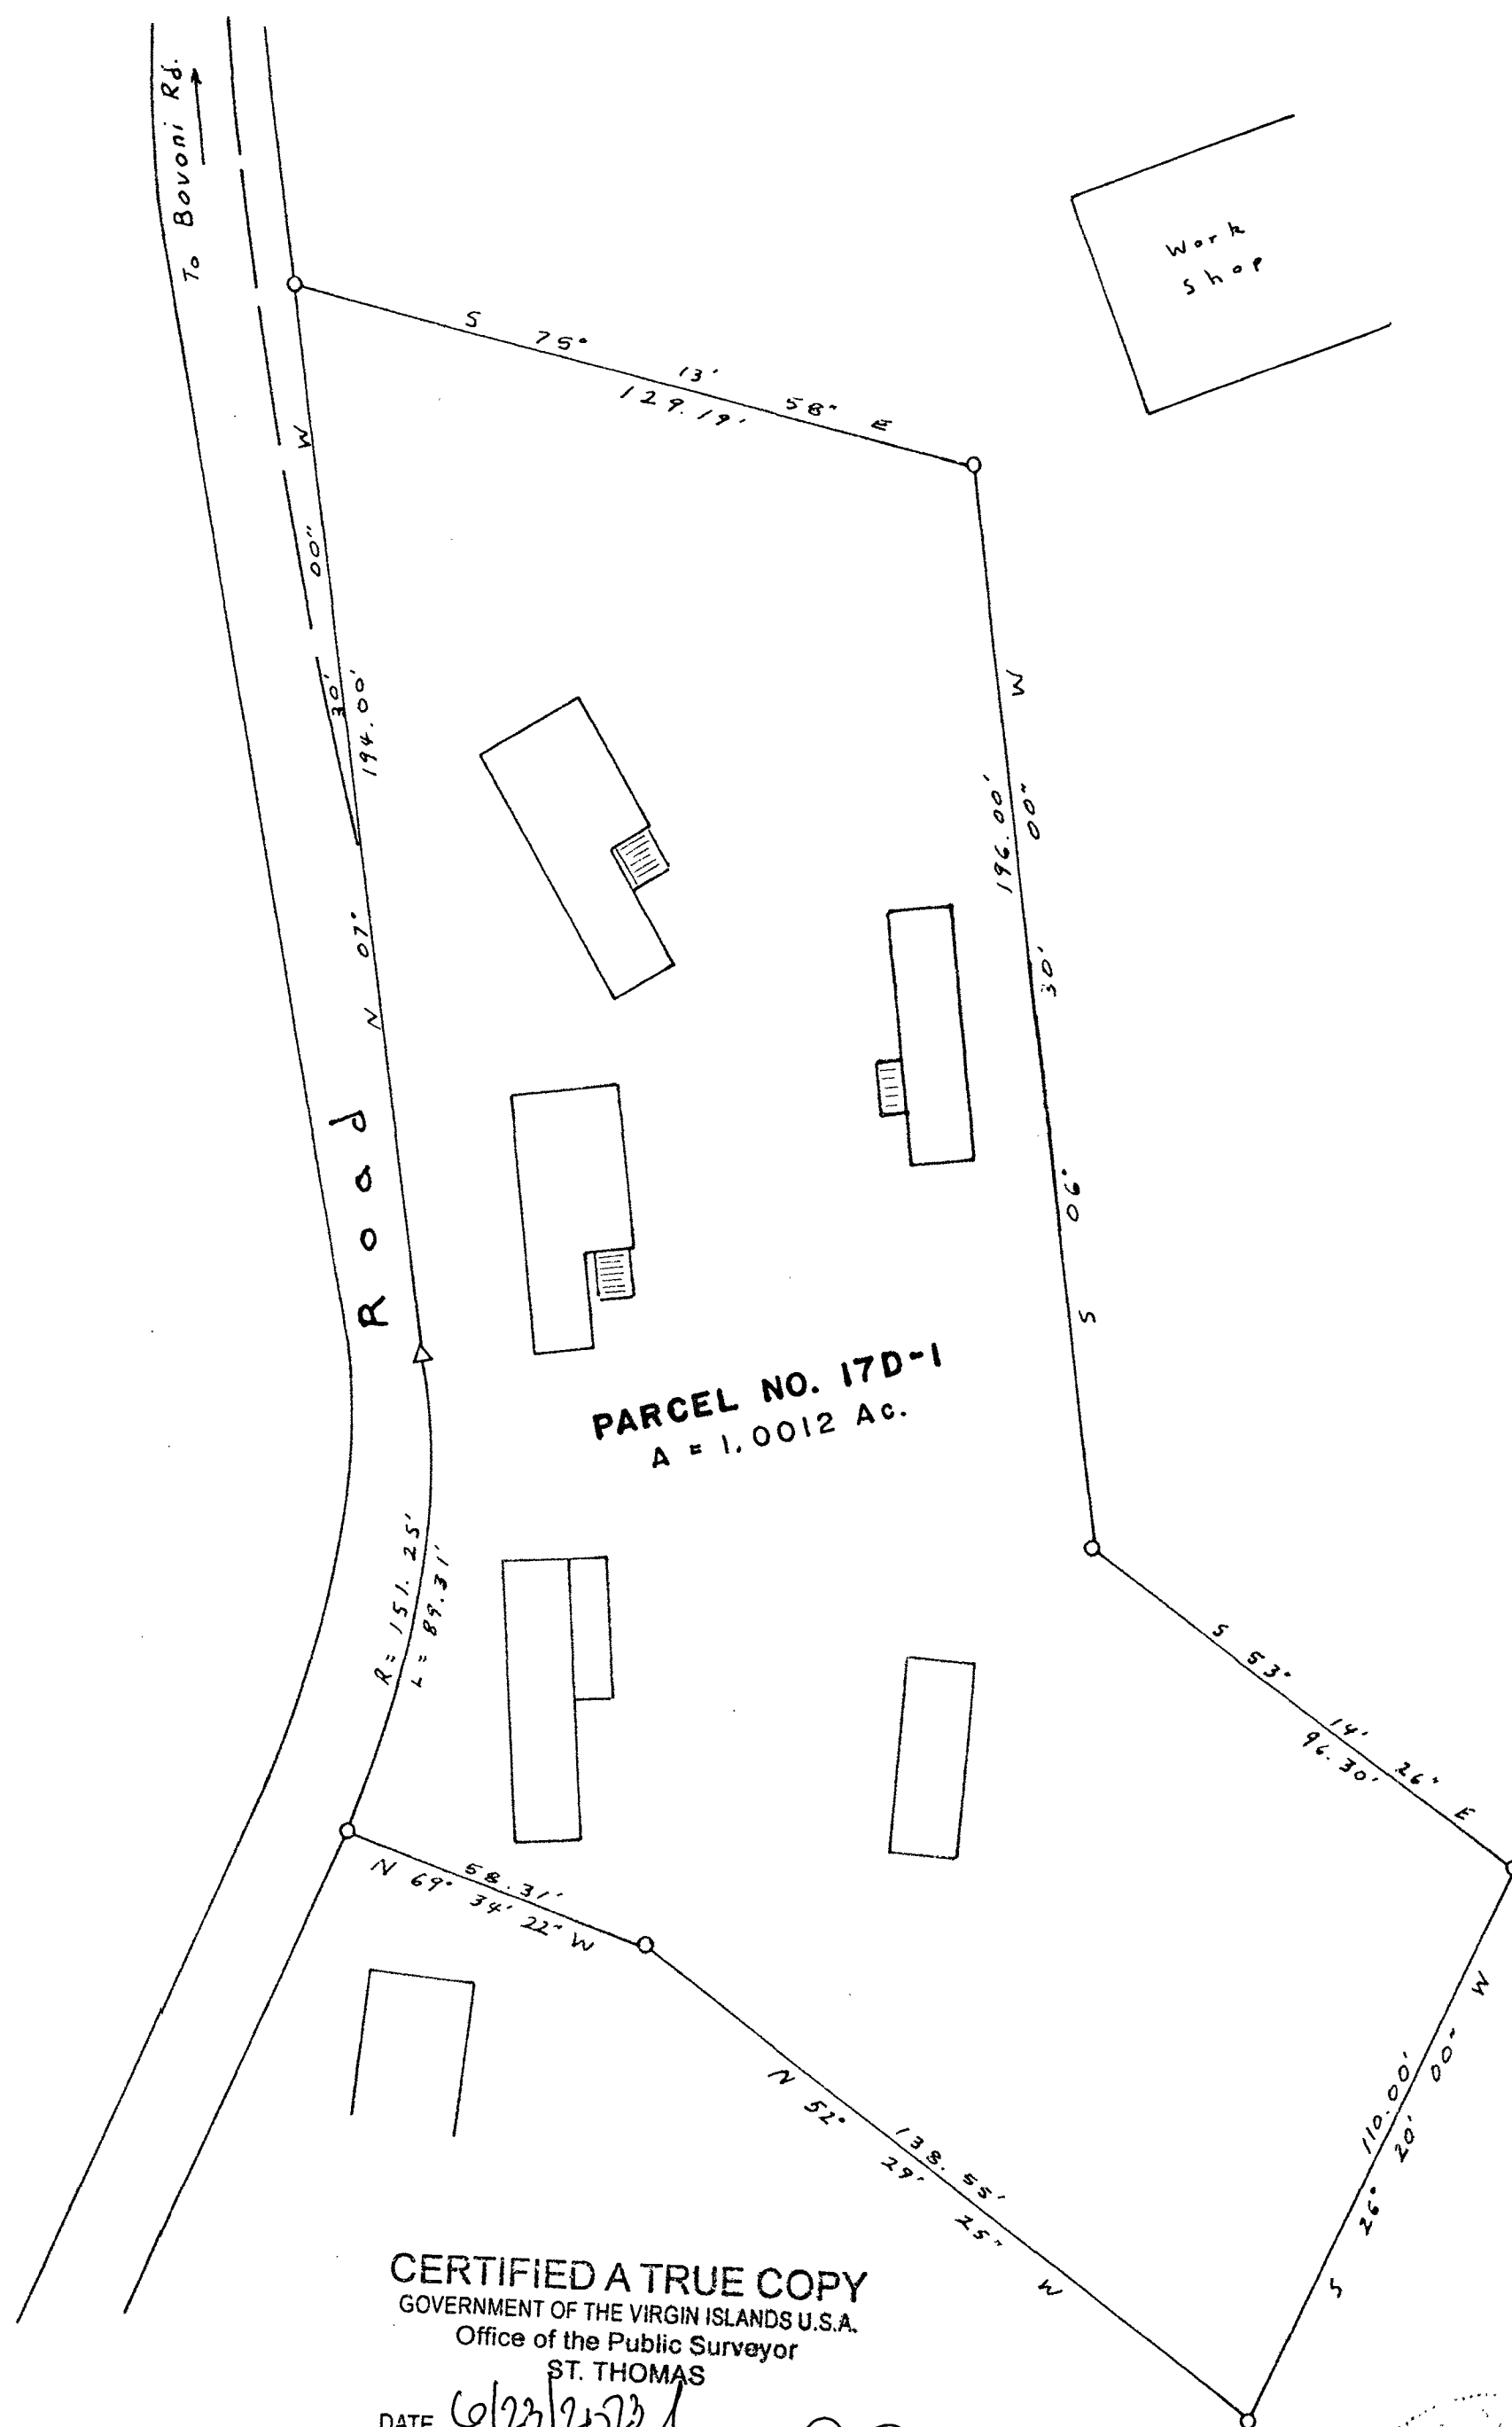 To Bovoni Rd.
Work
Shop
S 75° 13' 58" E
129.19'
N 07° 30' 00" W
194.00'
S 06° 30' 00" W
196.00'
Road
PARCEL NO. 17D-1
A = 1.0012 Ac.
R = 151.25'
L = 89.31'
S 53° 14' 26" E
96.30'
58.31'
N 69° 34' 22" W
110.00'
S 26° 20' 00" W
138.55'
N 52° 29' 25" W
CERTIFIED A TRUE COPY
GOVERNMENT OF THE VIRGIN ISLANDS U.S.A.
Office of the Public Surveyor
ST. THOMAS
DATE 6/23/2023